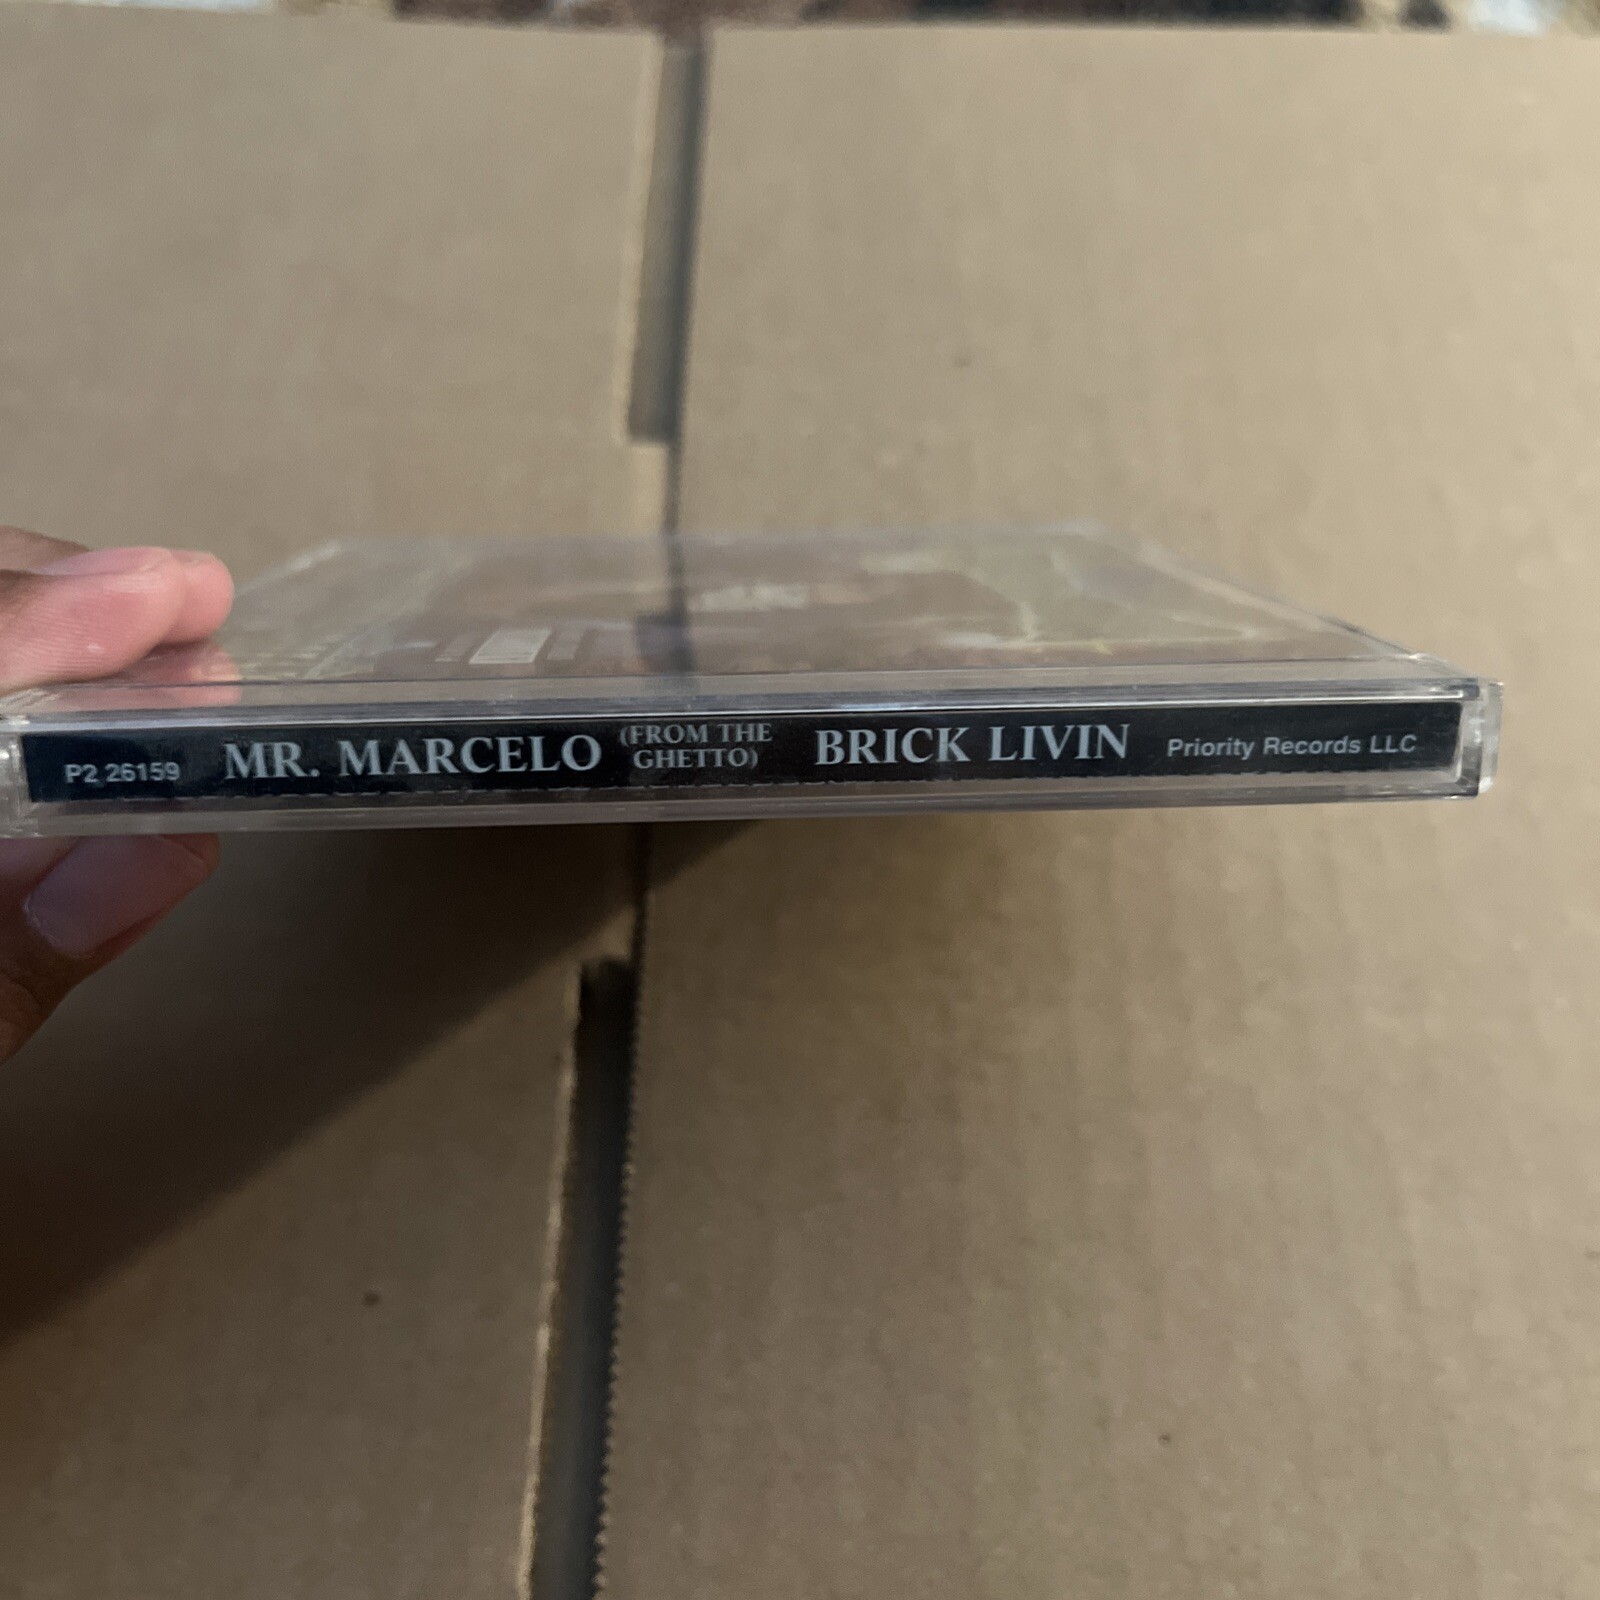 P2 26159 MR. MARCELO (FROM THE
GHETTO) BRICK LIVIN Priority Records LLC